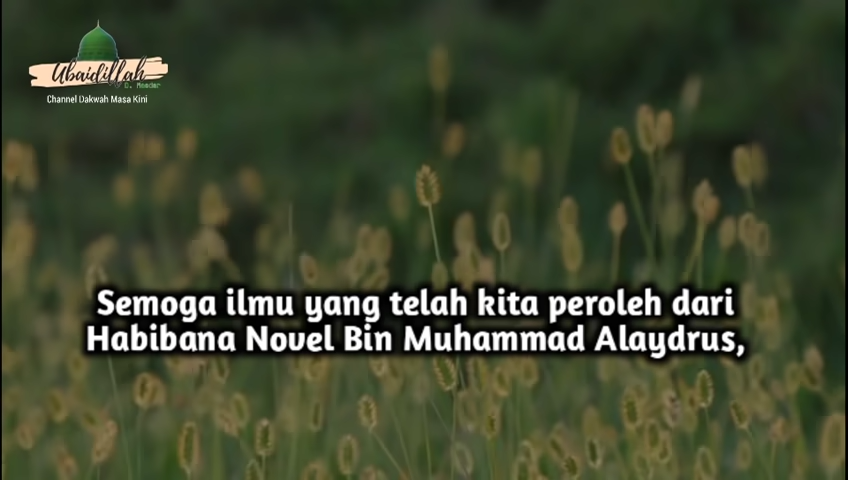 Ubaidillah
Channel Dakwah Masa Kini
Semoga ilmu yang telah kita peroleh dari
Habibana Novel Bin Muhammad Alaydrus,